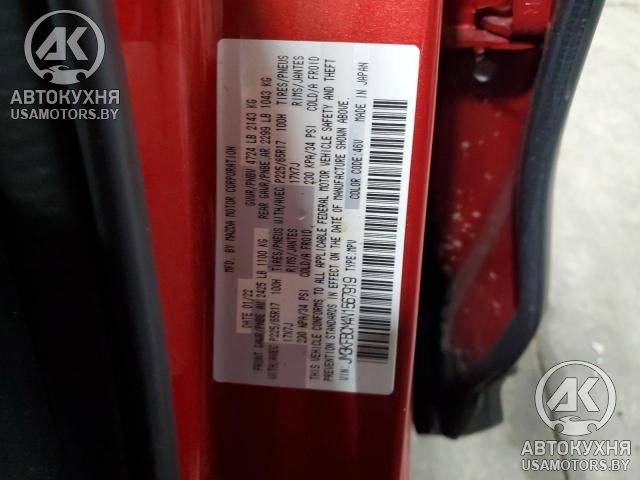 АК
АВТОКУХНЯ
USAMOTORS.BY
MFD. BY MAZDA MOTOR CORPORATION
DATE: 01/22 GVWR/PNBV 4724 LB 2143 KG
FRONT GAWR/PNBE AV 2425 LB 1100 KG REAR GAWR/PNBE AR 2299 LB 1043 KG
WITH/AVEC P225/65R17 100H TIRES/PNEUS WITH/AVEC P225/65R17 100H TIRES/PNEUS
17X7J RIMS/JANTES 17X7J RIMS/JANTES
230 KPA/34 PSI COLD/A FROID 230 KPA/34 PSI COLD/A FROID
THIS VEHICLE CONFORMS TO ALL APPLICABLE FEDERAL MOTOR VEHICLE SAFETY AND THEFT
PREVENTION STANDARDS IN EFFECT ON THE DATE OF MANUFACTURE SHOWN ABOVE.
VIN: JM3KFBCM4N1567919 TYPE:MPV COLOR CODE:46V MADE IN JAPAN
АК
АВТОКУХНЯ
USAMOTORS.BY